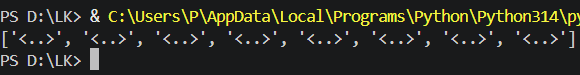 PS D:\LK> & C:\Users\P\AppData\Local\Programs\Python\Python314\py
['<..>', '<..>', '<..>', '<..>', '<..>', '<..>', '<..>', '<..>']
PS D:\LK>